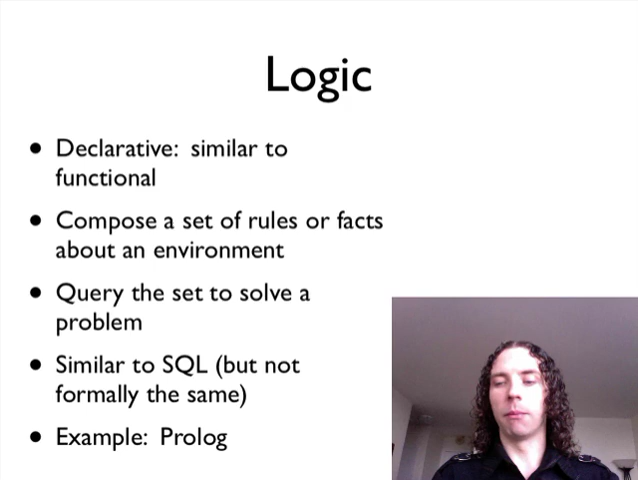 Logic
• Declarative: similar to
functional
• Compose a set of rules or facts
about an environment
• Query the set to solve a
problem
• Similar to SQL (but not
formally the same)
• Example: Prolog